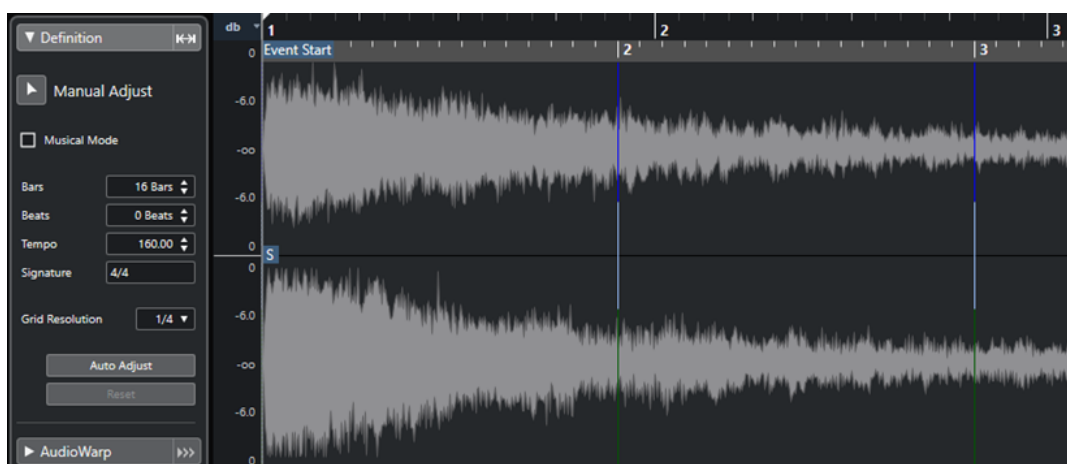 Definition
Manual Adjust
Musical Mode
Bars 16 Bars
Beats 0 Beats
Tempo 160.00
Signature 4/4
Grid Resolution 1/4
Auto Adjust
Reset
AudioWarp
db 1 2 3
0 Event Start 2 3
-6.0
-∞
-6.0
0
S
0
-6.0
-∞
-6.0
0